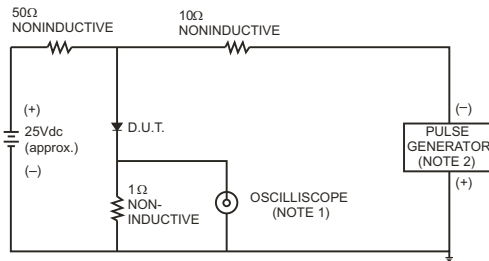 50Ω
NONINDUCTIVE
10Ω
NONINDUCTIVE
(+)
25Vdc
(approx.)
(–)
D.U.T.
1Ω
NON-
INDUCTIVE
OSCILLISCOPE
(NOTE 1)
(–)
PULSE
GENERATOR
(NOTE 2)
(+)